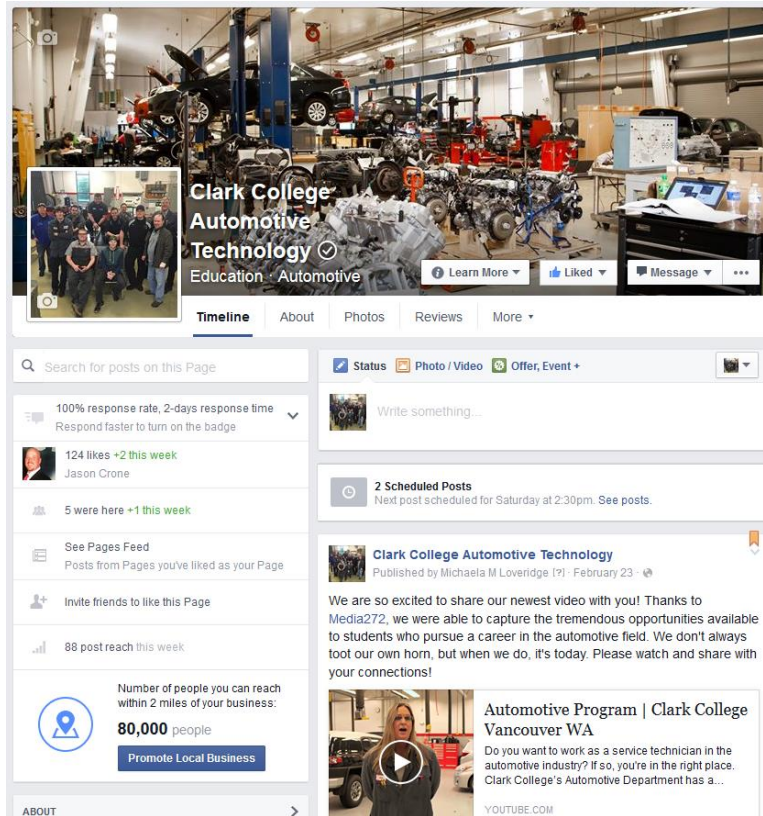 Clark College
Automotive
Technology
Education · Automotive
Learn More
Liked
Message
Timeline
About
Photos
Reviews
More
Search for posts on this Page
100% response rate, 2-days response time
Respond faster to turn on the badge
124 likes +2 this week
Jason Crone
5 were here +1 this week
See Pages Feed
Posts from Pages you've liked as your Page
Invite friends to like this Page
88 post reach this week
Number of people you can reach
within 2 miles of your business:
80,000 people
Promote Local Business
ABOUT
Status
Photo / Video
Offer, Event +
Write something...
2 Scheduled Posts
Next post scheduled for Saturday at 2:30pm. See posts.
Clark College Automotive Technology
Published by Michaela M Loveridge [?] · February 23 ·
We are so excited to share our newest video with you! Thanks to
Media272, we were able to capture the tremendous opportunities available
to students who pursue a career in the automotive field. We don't always
toot our own horn, but when we do, it's today. Please watch and share with
your connections!
Automotive Program | Clark College
Vancouver WA
Do you want to work as a service technician in the
automotive industry? If so, you're in the right place.
Clark College's Automotive Department has a...
YOUTUBE.COM